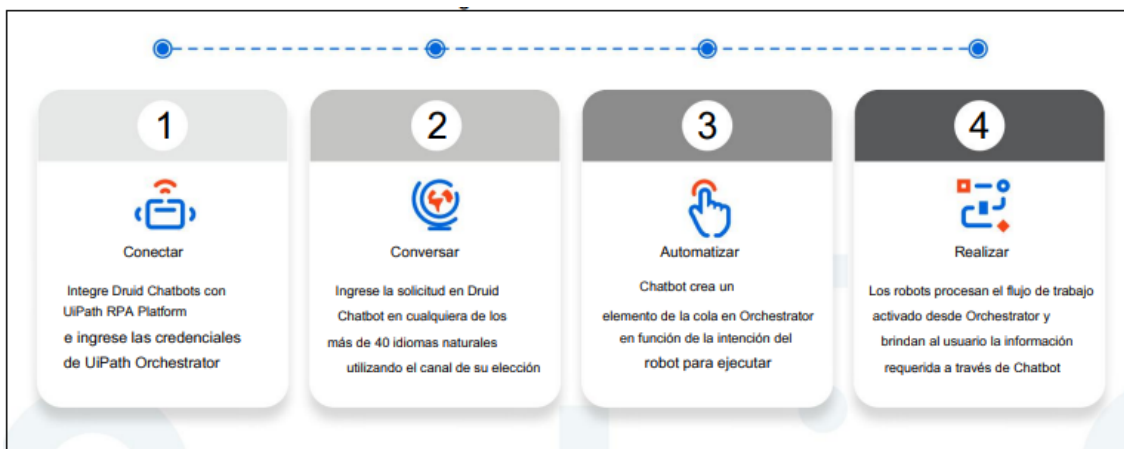 1
Conectar
Integre Druid Chatbots con
UiPath RPA Platform
e ingrese las credenciales
de UiPath Orchestrator
2
Conversar
Ingrese la solicitud en Druid
Chatbot en cualquiera de los
más de 40 idiomas naturales
utilizando el canal de su elección
3
Automatizar
Chatbot crea un
elemento de la cola en Orchestrator
en función de la intención del
robot para ejecutar
4
Realizar
Los robots procesan el flujo de trabajo
activado desde Orchestrator y
brindan al usuario la información
requerida a través de Chatbot